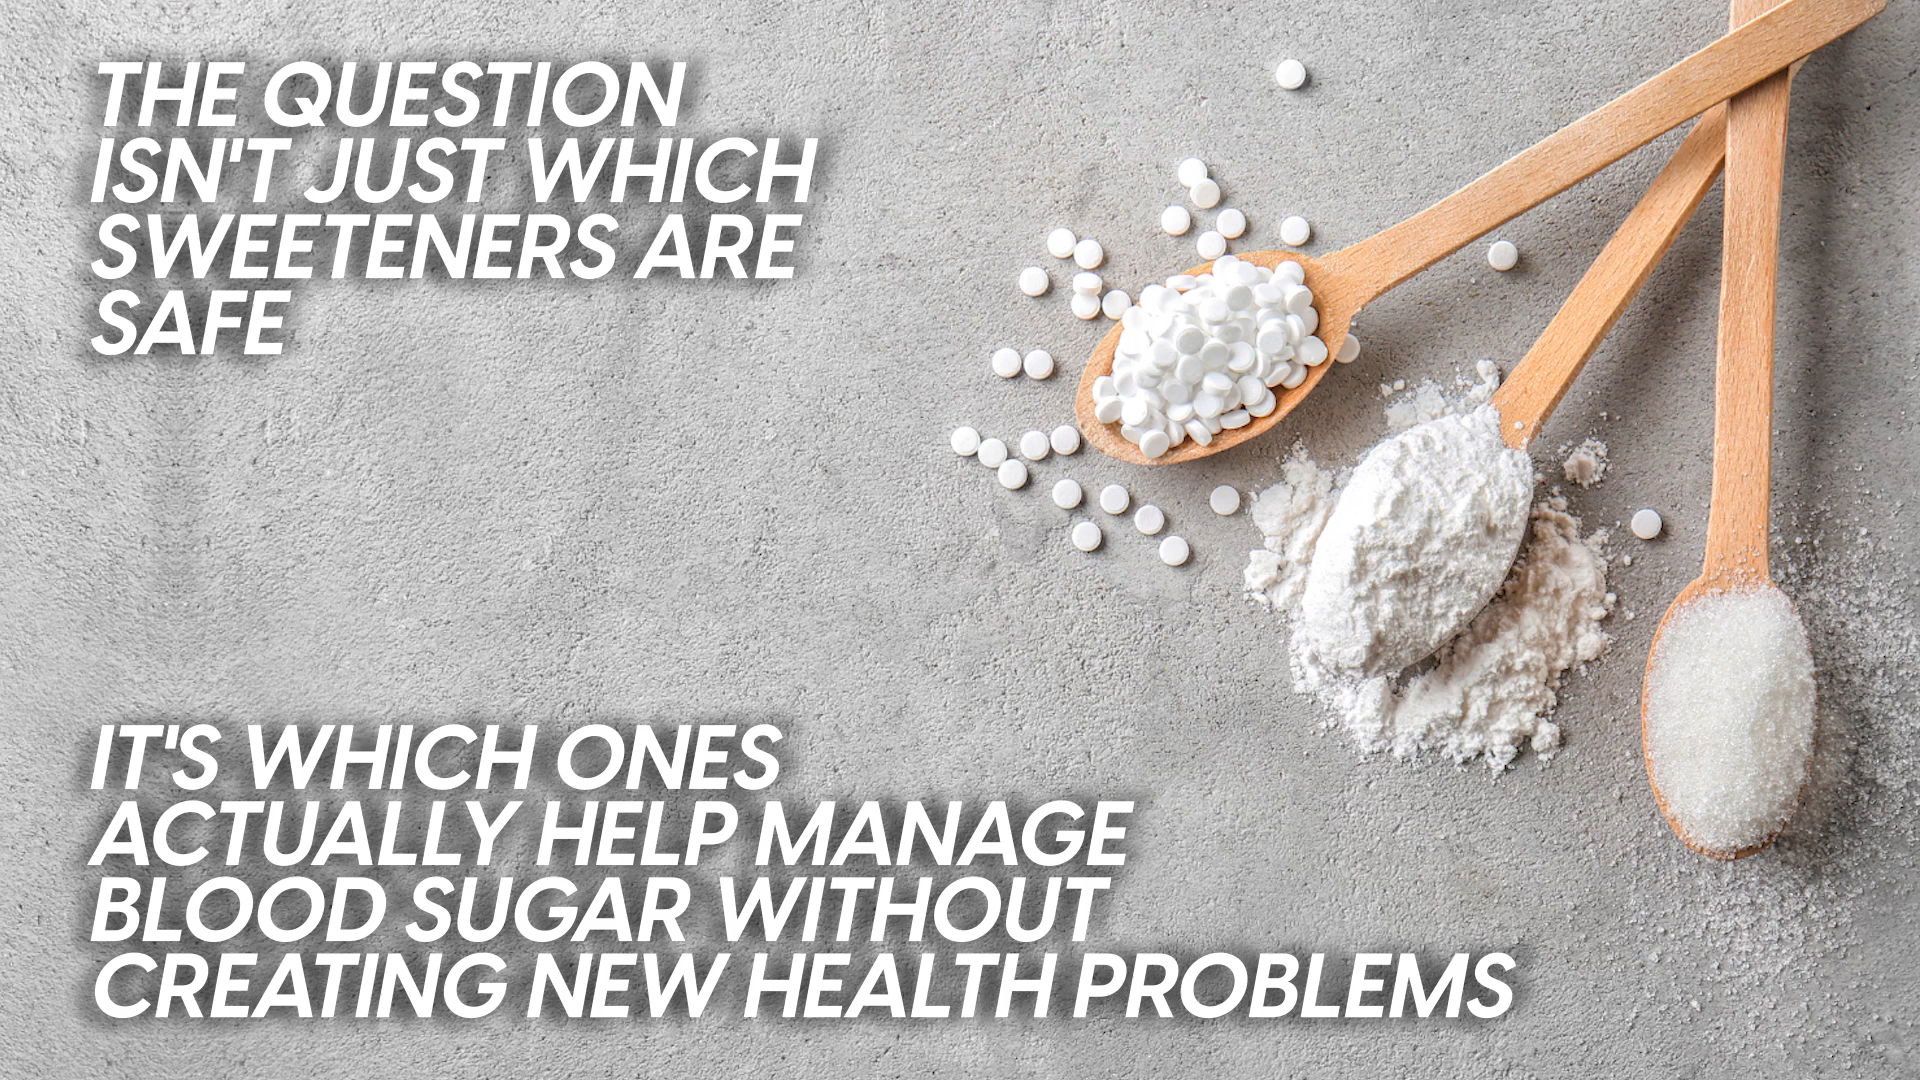 THE QUESTION
ISN'T JUST WHICH
SWEETENERS ARE
SAFE
IT'S WHICH ONES
ACTUALLY HELP MANAGE
BLOOD SUGAR WITHOUT
CREATING NEW HEALTH PROBLEMS